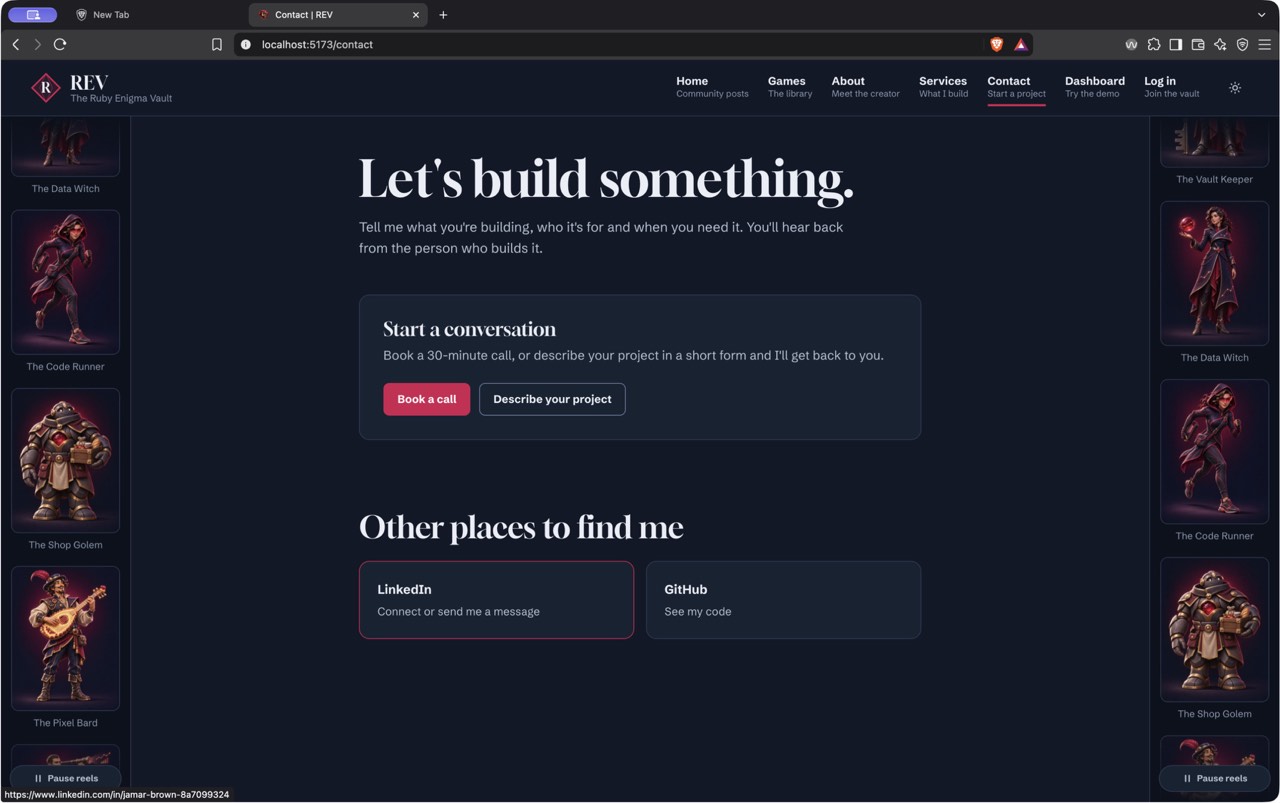 New Tab
Contact | REV
localhost:5173/contact
R
REV
The Ruby Enigma Vault
Home
Community posts
Games
The library
About
Meet the creator
Services
What I build
Contact
Start a project
Dashboard
Try the demo
Log in
Join the vault
The Data Witch
The Code Runner
The Shop Golem
The Pixel Bard
Pause reels
Let's build something.
Tell me what you're building, who it's for and when you need it. You'll hear back
from the person who builds it.
Start a conversation
Book a 30-minute call, or describe your project in a short form and I'll get back to you.
Book a call
Describe your project
Other places to find me
LinkedIn
Connect or send me a message
GitHub
See my code
The Vault Keeper
The Data Witch
The Code Runner
The Shop Golem
Pause reels
https://www.linkedin.com/in/jamar-brown-8a7099324